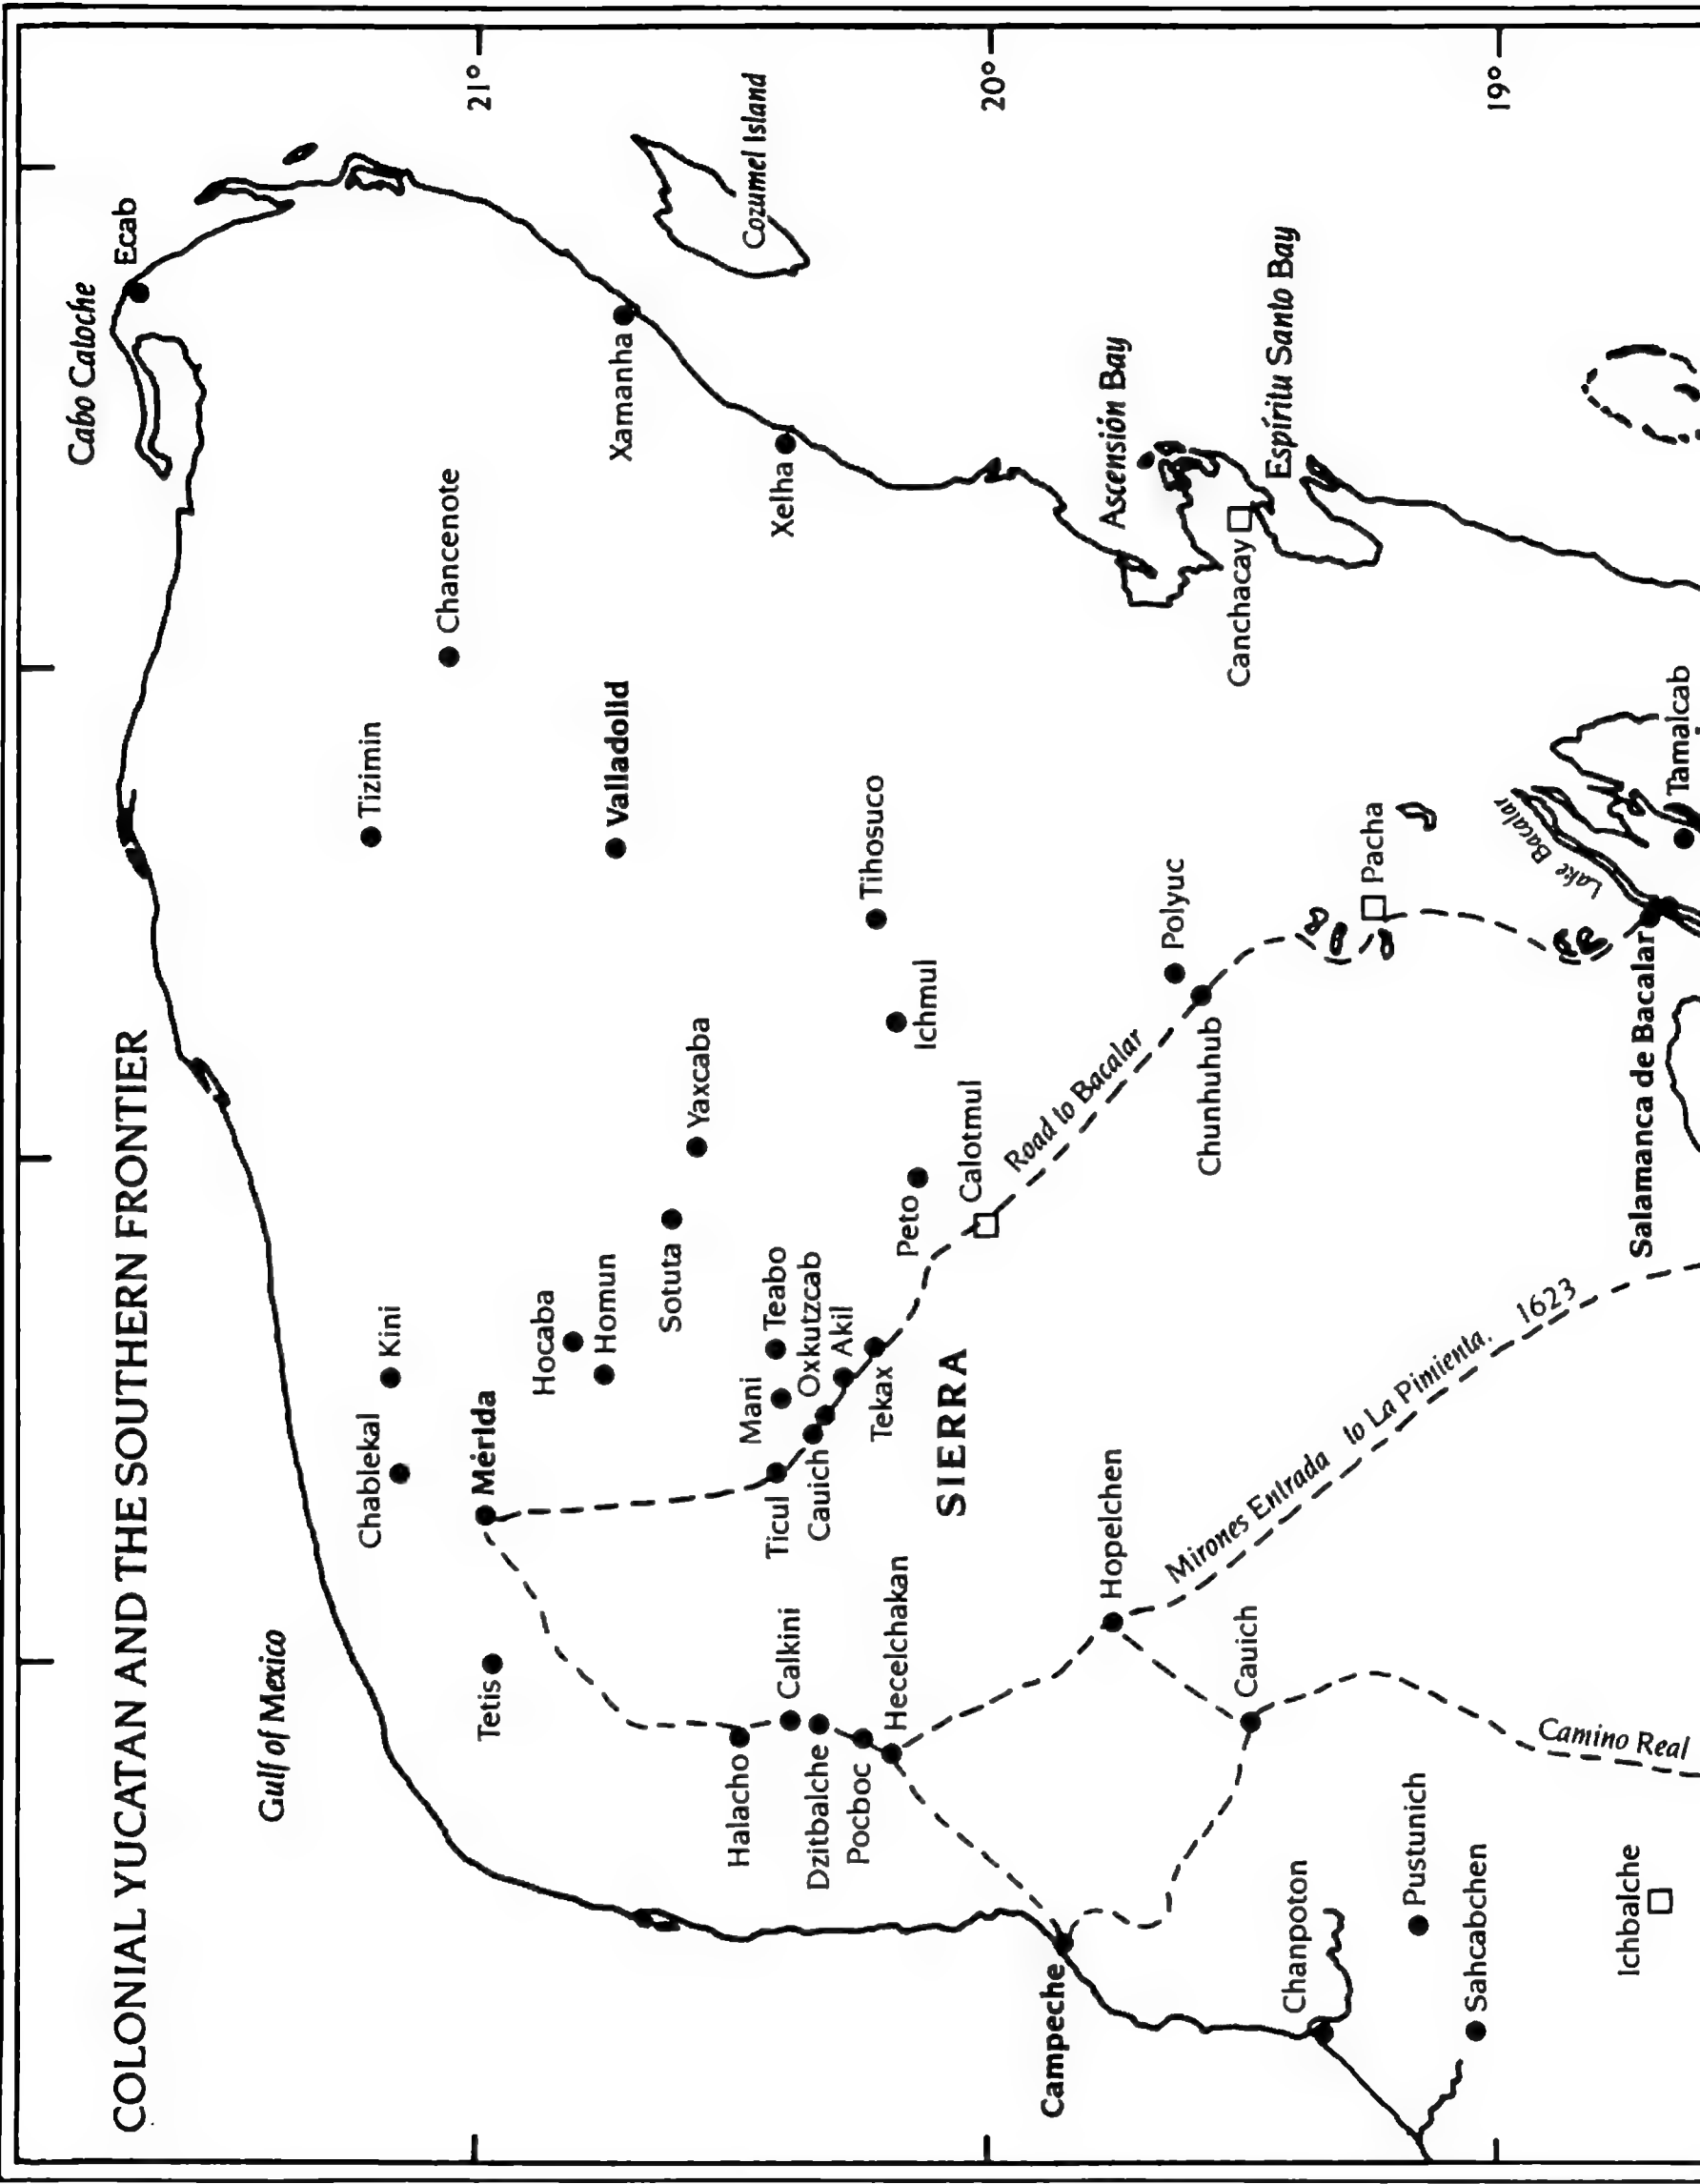 COLONIAL YUCATAN AND THE SOUTHERN FRONTIER
Cabo Catoche
Ecab
Gulf of Mexico
21°
20°
19°
Cozumel Island
Chancenote
Tizimin
Valladolid
Xamanha
Xelha
Kini
Chablekal
Mérida
Hocaba
Homun
Tetis
Yaxcaba
Sotuta
Tihosuco
Ichmul
Peto
Mani
Teabo
Oxkutzcab
Akil
Ticul
Cauich
Tekax
Calkini
Halacho
Dzitbalche
Pocboc
Hecelchakan
SIERRA
Calotmul
Road to Bacalar
Ascensión Bay
Espíritu Santo Bay
Canchacay
Polyuc
Chunhuhub
Pacha
Hopelchen
Campeche
Cauich
Mirones Entrada to La Pimienta, 1623
Chanpoton
Pustunich
Sahcabchen
Camino Real
Ichbalche
Lake Bacalar
Salamanca de Bacalar
Tamalcab